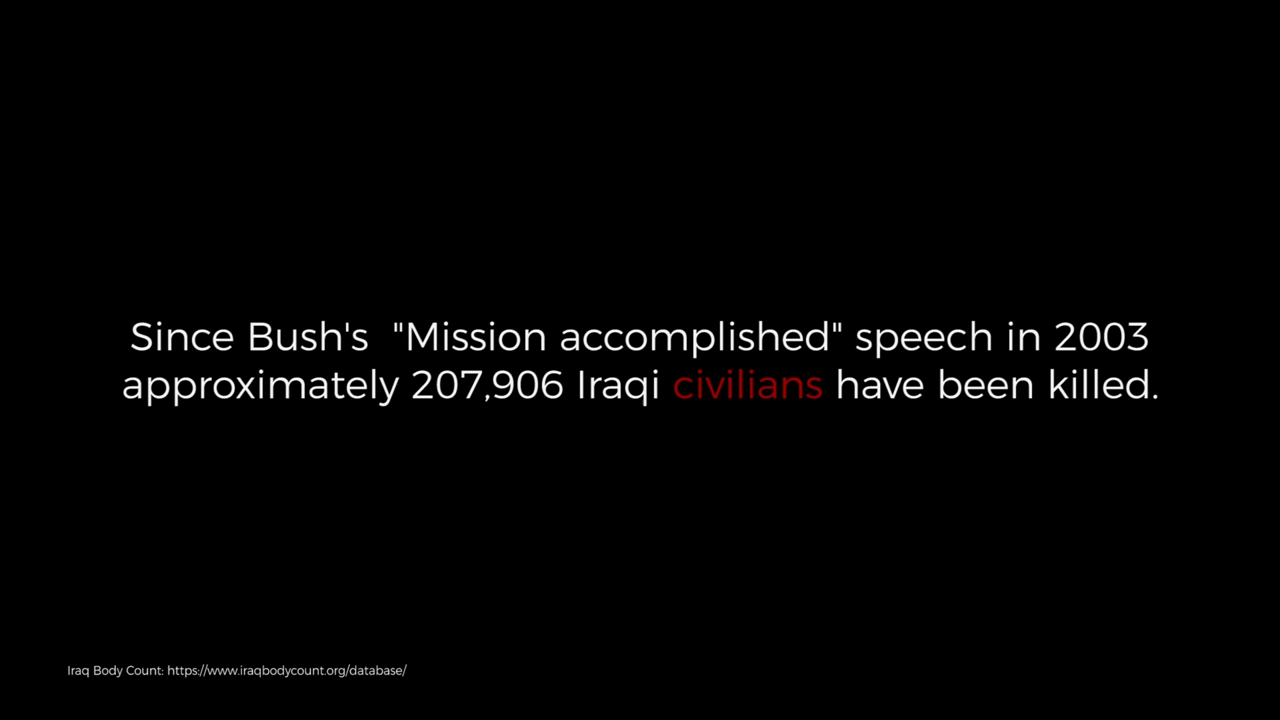 Since Bush's  "Mission accomplished" speech in 2003
approximately 207,906 Iraqi civilians have been killed.
Iraq Body Count: https://www.iraqbodycount.org/database/